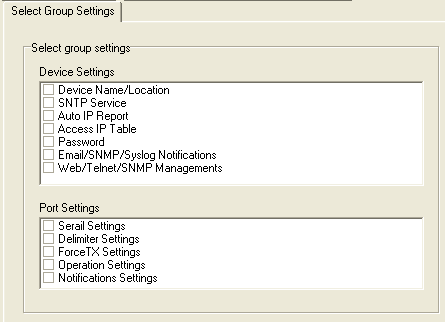 Select Group Settings
Select group settings
Device Settings
Device Name/Location
SNTP Service
Auto IP Report
Access IP Table
Password
Email/SNMP/Syslog Notifications
Web/Telnet/SNMP Managements
Port Settings
Serail Settings
Delimiter Settings
ForceTX Settings
Operation Settings
Notifications Settings